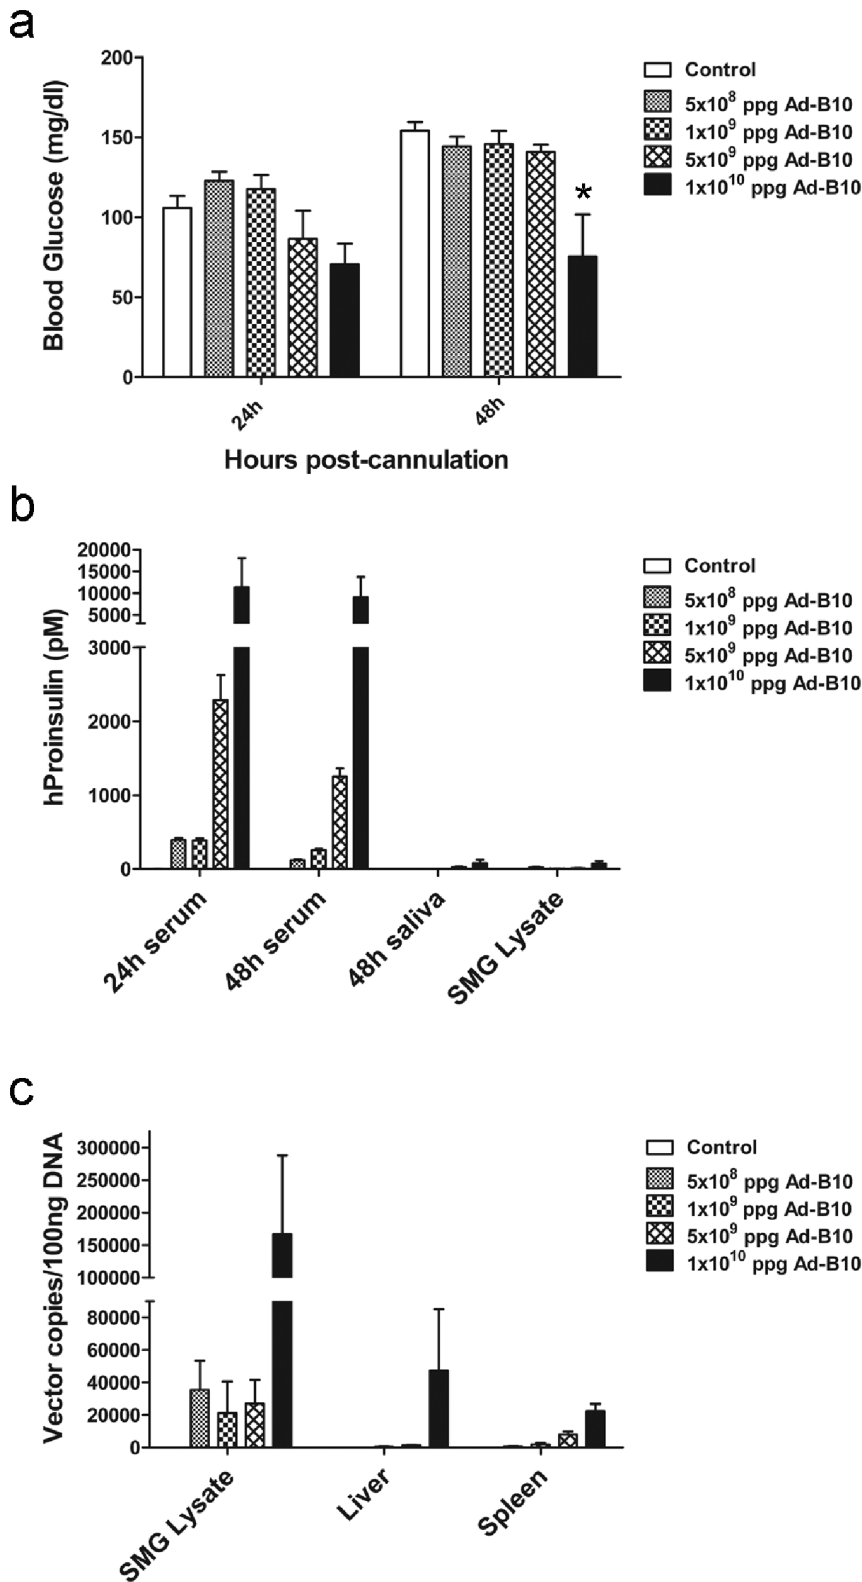 a
Blood Glucose (mg/dl)
200
150
100
50
0
*
24h
48h
Hours post-cannulation
Control
5x10⁸ ppg Ad-B10
1x10⁹ ppg Ad-B10
5x10⁹ ppg Ad-B10
1x10¹⁰ ppg Ad-B10
b
hProinsulin (pM)
20000
15000
10000
5000
3000
2000
1000
0
24h serum
48h serum
48h saliva
SMG Lysate
Control
5x10⁸ ppg Ad-B10
1x10⁹ ppg Ad-B10
5x10⁹ ppg Ad-B10
1x10¹⁰ ppg Ad-B10
c
Vector copies/100ng DNA
300000
250000
200000
150000
100000
80000
60000
40000
20000
0
SMG Lysate
Liver
Spleen
Control
5x10⁸ ppg Ad-B10
1x10⁹ ppg Ad-B10
5x10⁹ ppg Ad-B10
1x10¹⁰ ppg Ad-B10